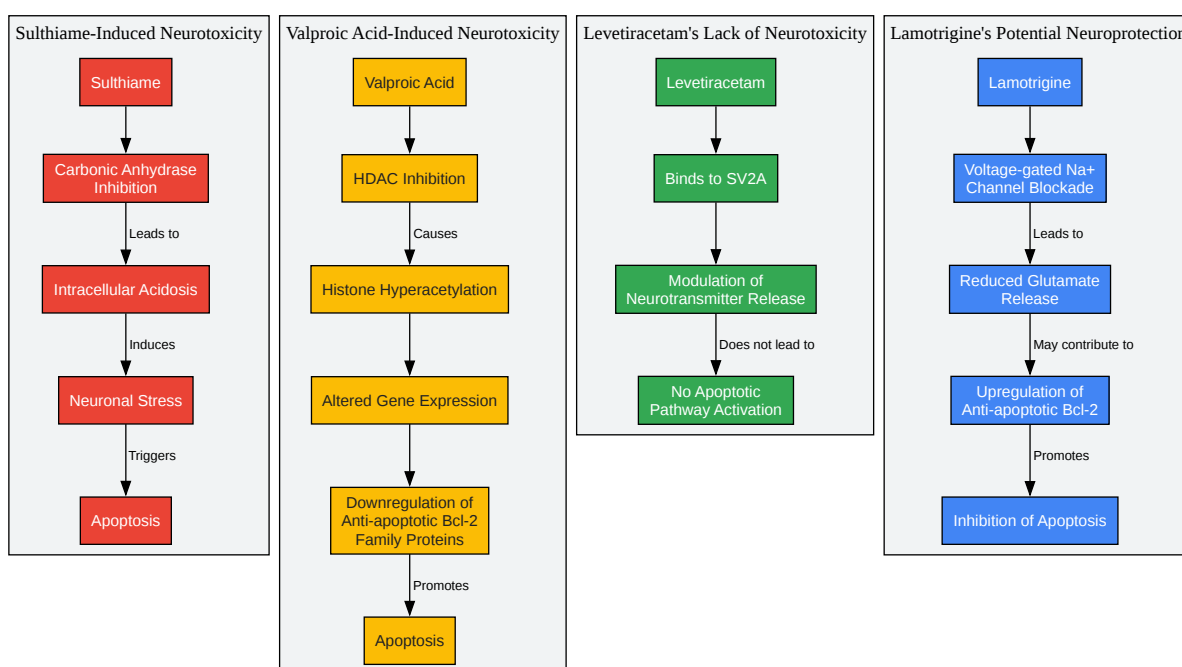 Sulthiame-Induced Neurotoxicity
Sulthiame
Carbonic Anhydrase
Inhibition
Leads to
Intracellular Acidosis
Induces
Neuronal Stress
Triggers
Apoptosis
Valproic Acid-Induced Neurotoxicity
Valproic Acid
HDAC Inhibition
Causes
Histone Hyperacetylation
Altered Gene Expression
Downregulation of
Anti-apoptotic Bcl-2
Family Proteins
Promotes
Apoptosis
Levetiracetam's Lack of Neurotoxicity
Levetiracetam
Binds to SV2A
Modulation of
Neurotransmitter Release
Does not lead to
No Apoptotic
Pathway Activation
Lamotrigine's Potential Neuroprotection
Lamotrigine
Voltage-gated Na+
Channel Blockade
Leads to
Reduced Glutamate
Release
May contribute to
Upregulation of
Anti-apoptotic Bcl-2
Promotes
Inhibition of Apoptosis